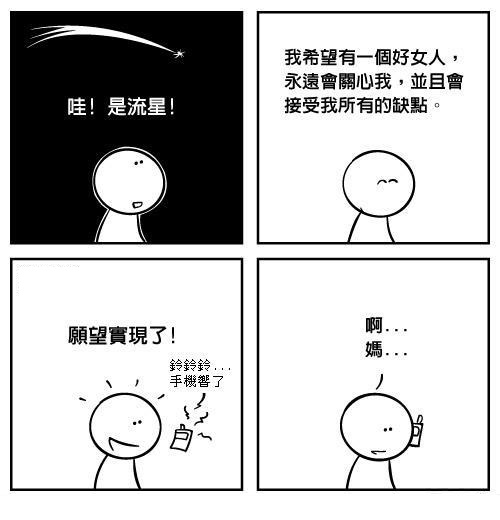 哇! 是流星!
我希望有一個好女人，
永遠會關心我，並且會
接受我所有的缺點。
願望實現了!
鈴鈴鈴...
手機響了
啊...
媽...